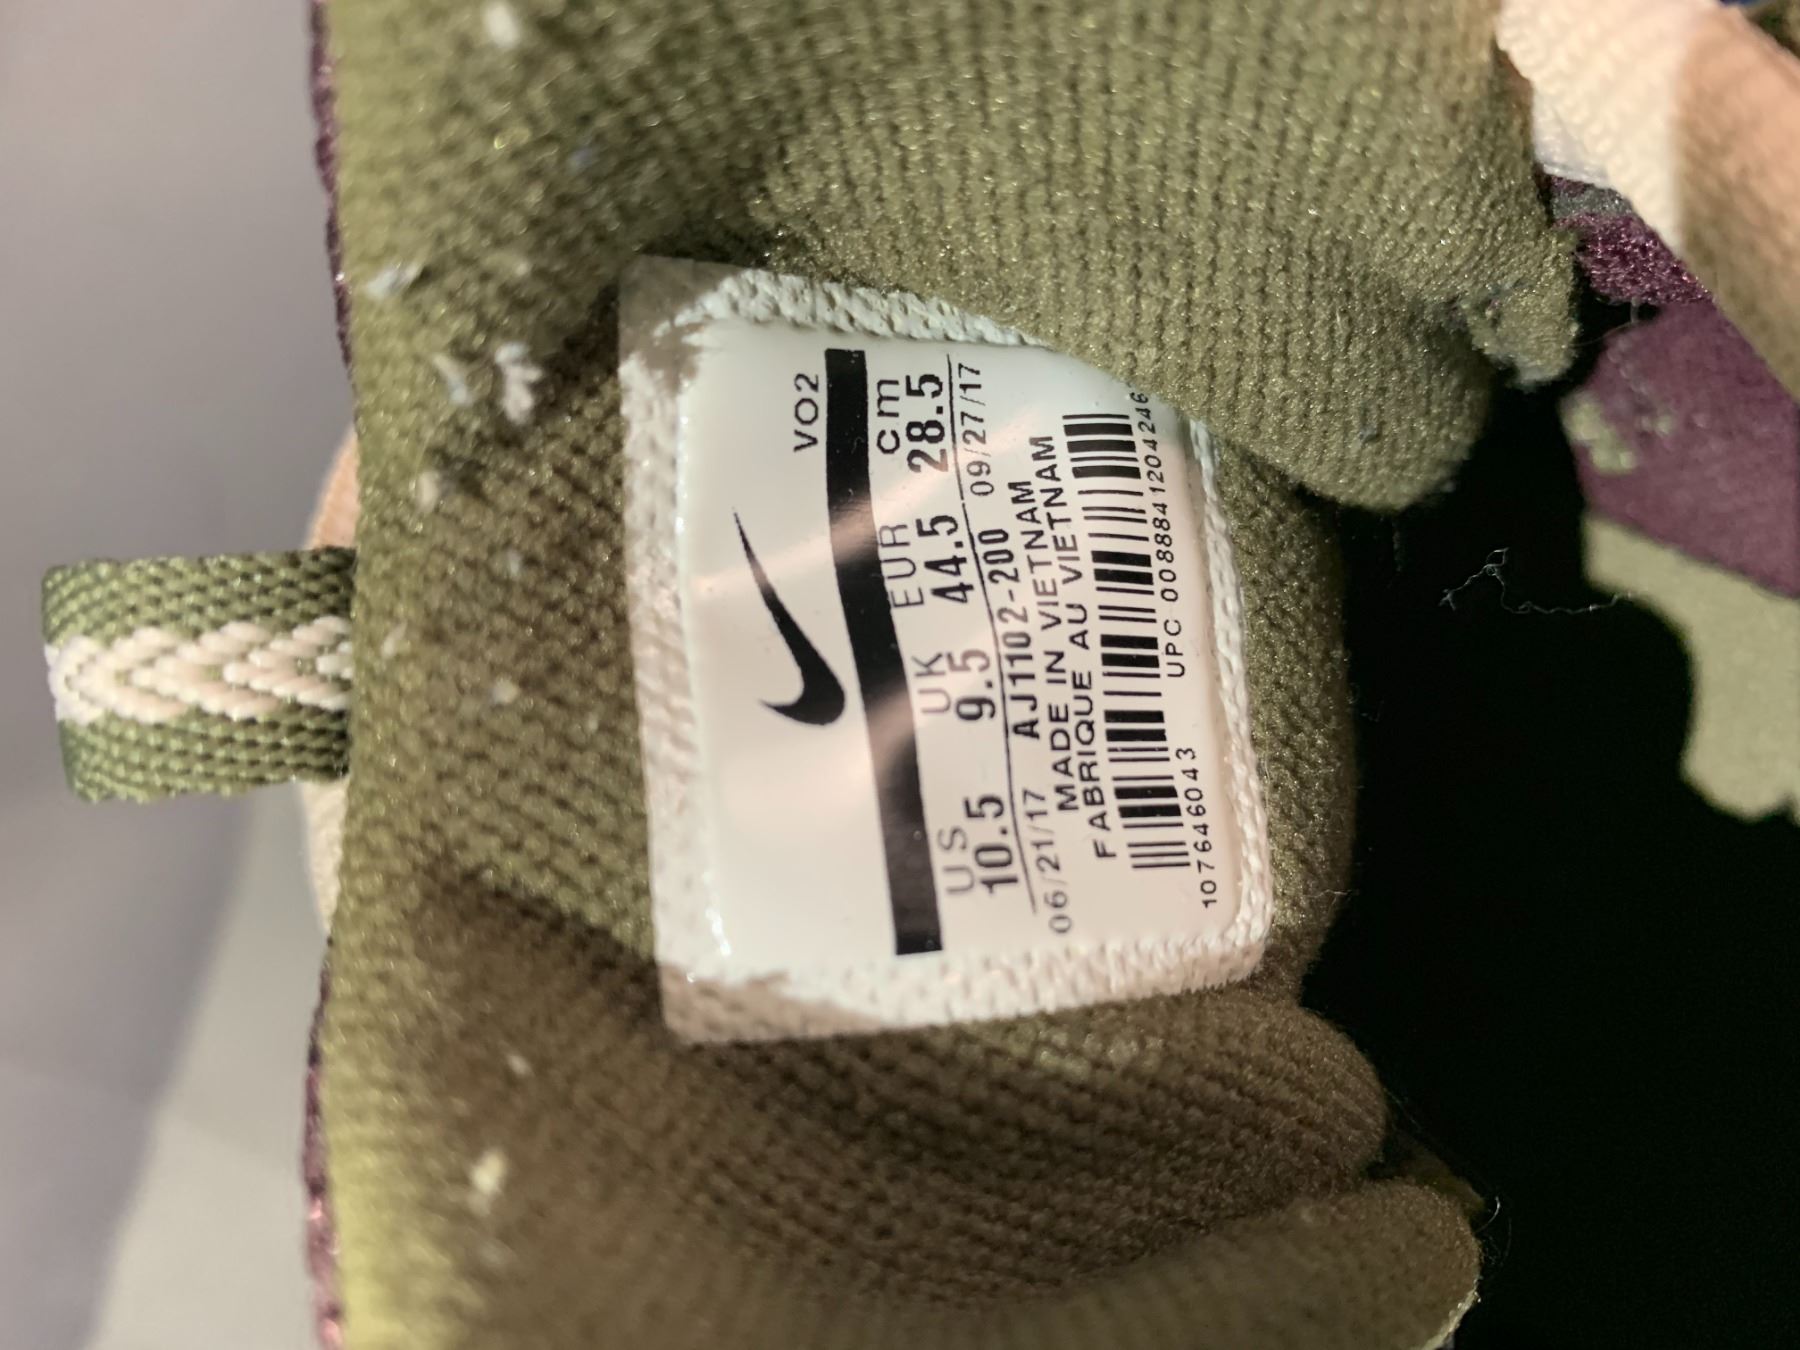 VO2
US UK EUR cm
10.5 9.5 44.5 28.5
06/21/17 AJ1102-200 09/27/17
MADE IN VIETNAM
FABRIQUE AU VIETNAM
107646043 UPC 00888412042463